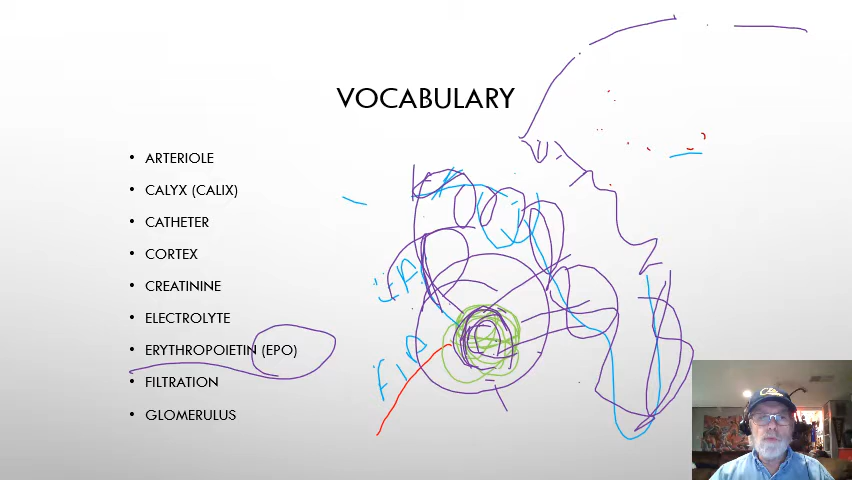 VOCABULARY
• ARTERIOLE
• CALYX (CALIX)
• CATHETER
• CORTEX
• CREATININE
• ELECTROLYTE
• ERYTHROPOIETIN (EPO)
• FILTRATION
• GLOMERULUS